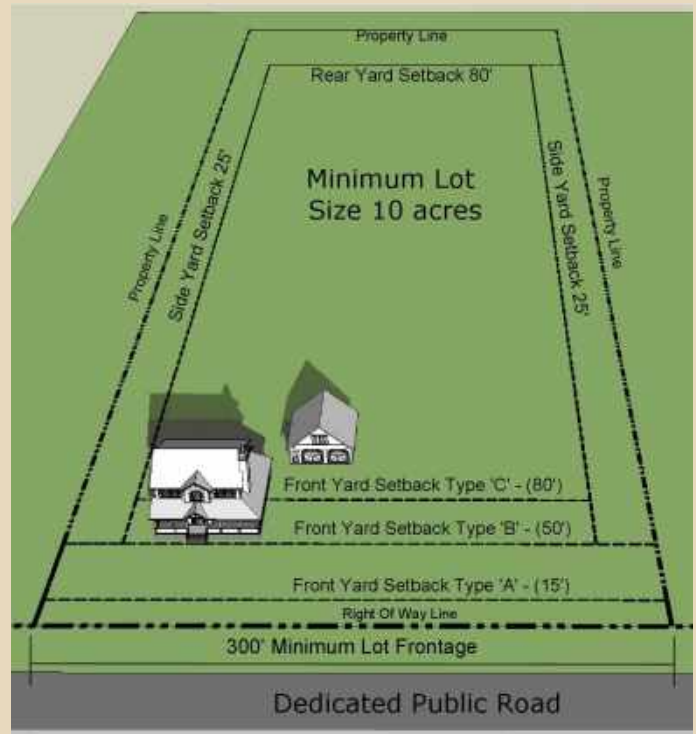 Property Line
Rear Yard Setback 80'
Minimum Lot
Size 10 acres
Property Line
Side Yard Setback 25'
Side Yard Setback 25'
Property Line
Front Yard Setback Type 'C' - (80')
Front Yard Setback Type 'B' - (50')
Front Yard Setback Type 'A' - (15')
Right Of Way Line
300' Minimum Lot Frontage
Dedicated Public Road